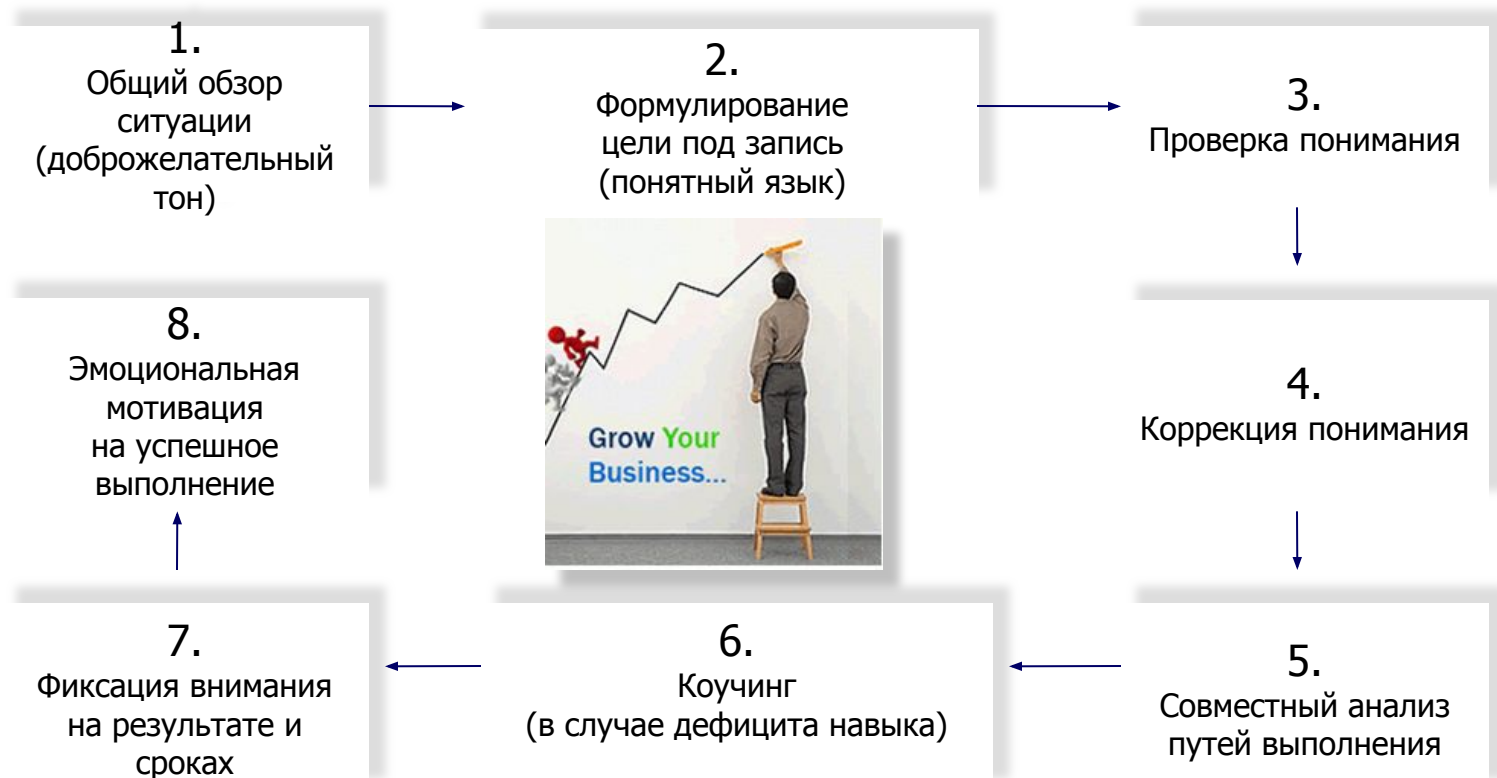 1.
Общий обзор
ситуации
(доброжелательный
тон)
2.
Формулирование
цели под запись
(понятный язык)
3.
Проверка понимания
4.
Коррекция понимания
5.
Совместный анализ
путей выполнения
6.
Коучинг
(в случае дефицита навыка)
7.
Фиксация внимания
на результате и
сроках
8.
Эмоциональная
мотивация
на успешное
выполнение
Grow Your
Business...